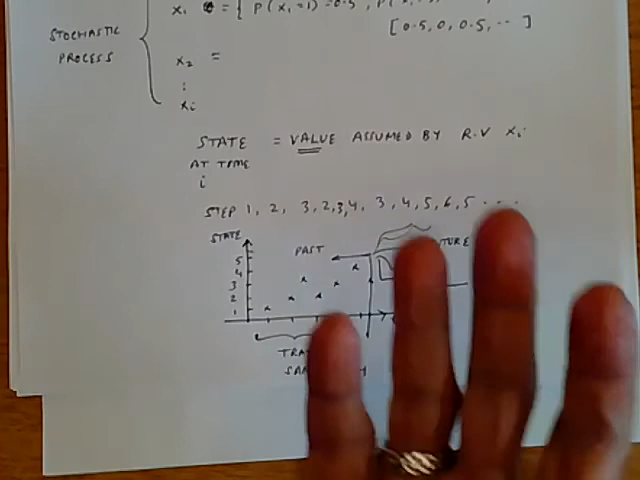 STOCHASTIC
PROCESS
x₁ = { P(x₁=1)=0.5, P(x₁
[0.5, 0, 0.5, ·· ]
x₂ =
:
xi
STATE = VALUE ASSUMED BY R.V xi
AT TIME
i
STEP 1, 2, 3, 2, 3, 4, 3, 4, 5, 6, 5 ....
STATE
PAST
5
4
3
2
1